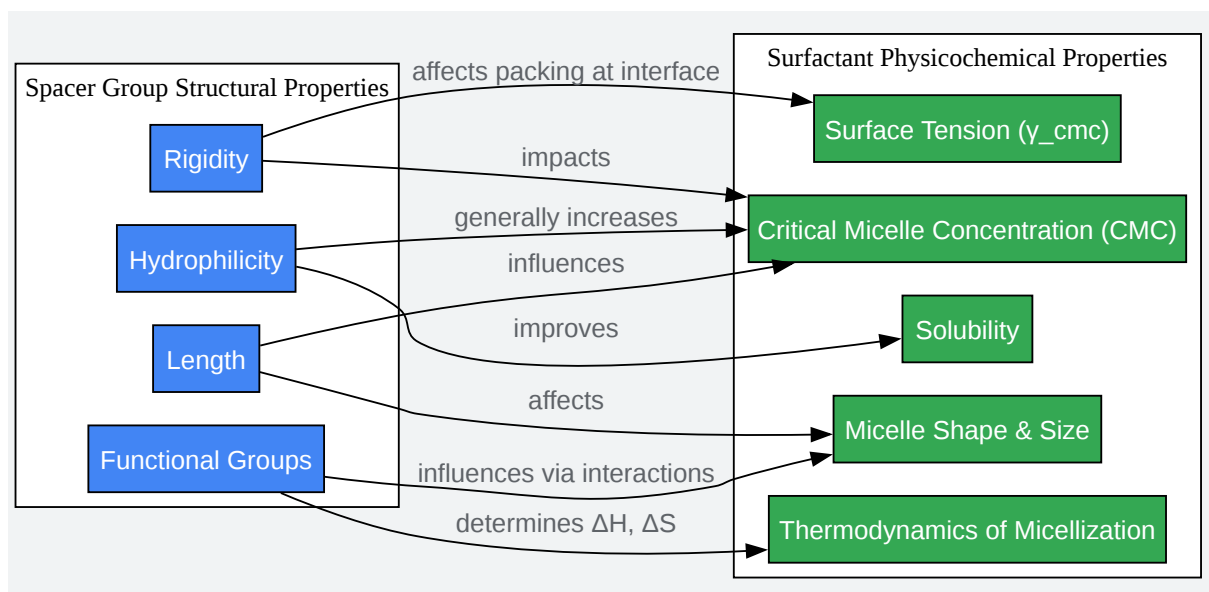 Spacer Group Structural Properties
Rigidity
Hydrophilicity
Length
Functional Groups
affects packing at interface
impacts
generally increases
influences
improves
affects
influences via interactions
determines ΔH, ΔS
Surfactant Physicochemical Properties
Surface Tension (γ_cmc)
Critical Micelle Concentration (CMC)
Solubility
Micelle Shape & Size
Thermodynamics of Micellization